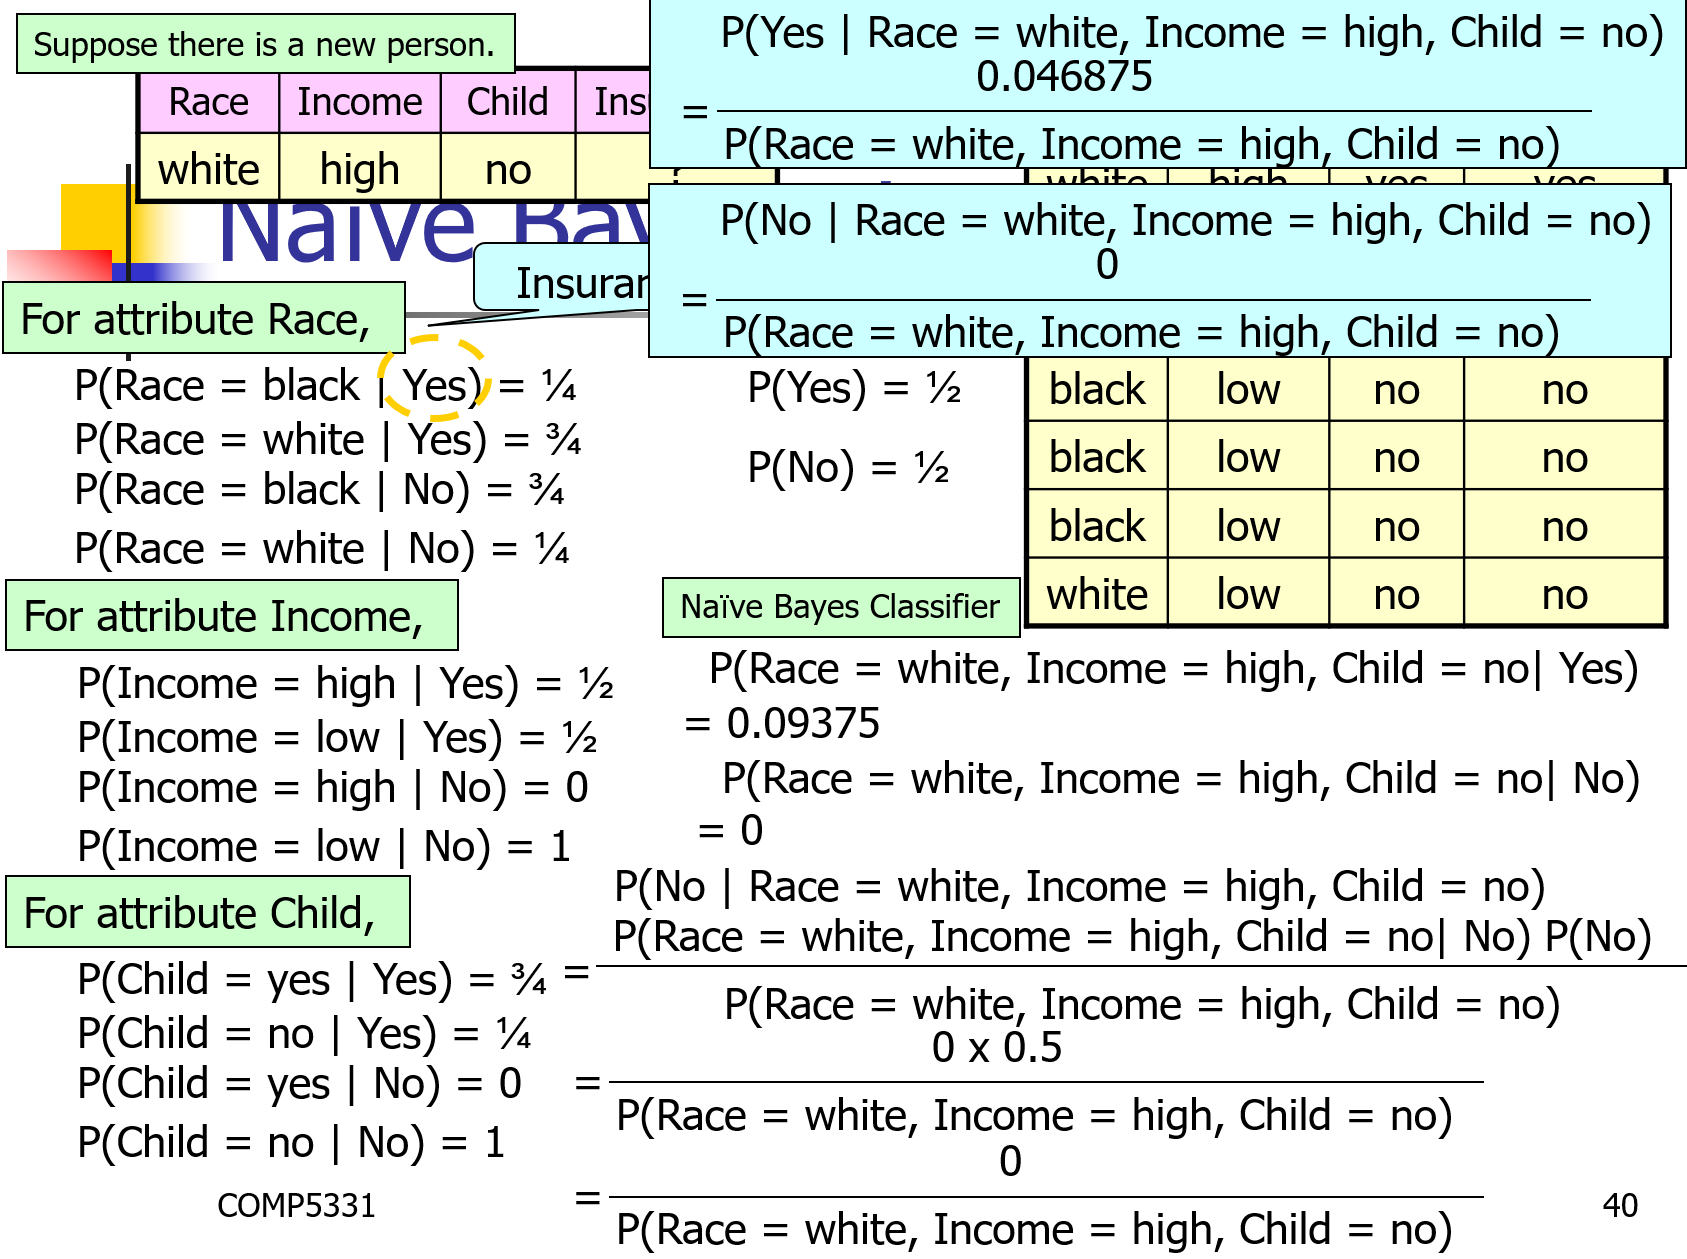 Suppose there is a new person.
Race Income Child
white high no ?
P(Yes | Race = white, Income = high, Child = no)
0.046875
=
P(Race = white, Income = high, Child = no)
white high yes yes
P(No | Race = white, Income = high, Child = no)
0
=
P(Race = white, Income = high, Child = no)
Naïve
For attribute Race,
P(Race = black | Yes) = ¼
P(Race = white | Yes) = ¾
P(Race = black | No) = ¾
P(Race = white | No) = ¼
P(Yes) = ½
P(No) = ½
black low no no
black low no no
black low no no
white low no no
For attribute Income,
P(Income = high | Yes) = ½
P(Income = low | Yes) = ½
P(Income = high | No) = 0
P(Income = low | No) = 1
For attribute Child,
P(Child = yes | Yes) = ¾
P(Child = no | Yes) = ¼
P(Child = yes | No) = 0
P(Child = no | No) = 1
Naïve Bayes Classifier
P(Race = white, Income = high, Child = no| Yes)
= 0.09375
P(Race = white, Income = high, Child = no| No)
= 0
P(No | Race = white, Income = high, Child = no)
P(Race = white, Income = high, Child = no| No) P(No)
=
P(Race = white, Income = high, Child = no)
0 x 0.5
=
P(Race = white, Income = high, Child = no)
0
=
P(Race = white, Income = high, Child = no)
COMP5331
40